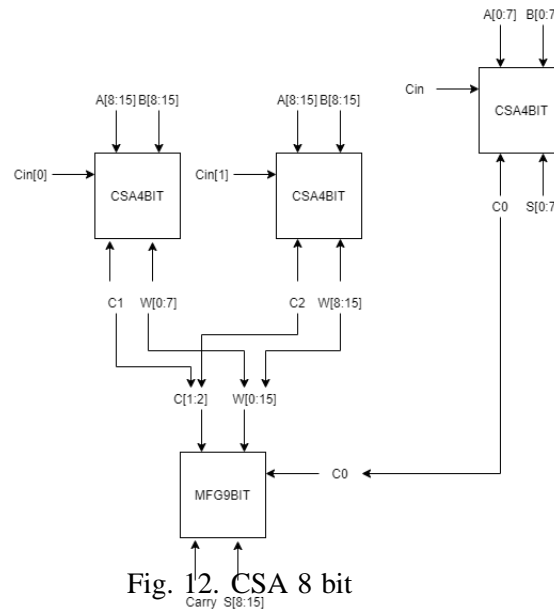 A[0:7] B[0:7
Cin
CSA4BIT
A[8:15] B[8:15]
A[8:15] B[8:15]
Cin[0]
CSA4BIT
Cin[1]
CSA4BIT
C0
S[0:7
C1
W[0:7]
C2
W[8:15]
C[1:2]
W[0:15]
MFG9BIT
C0
Fig. 12. CSA 8 bit
Carry S[8:15]